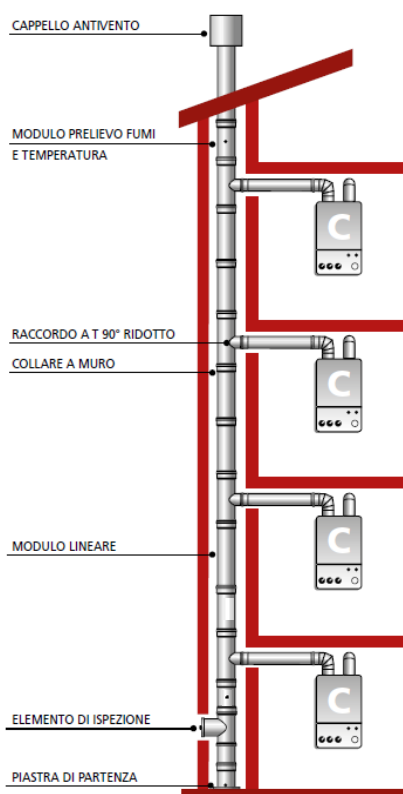 CAPPELLO ANTIVENTO
MODULO PRELIEVO FUMI
E TEMPERATURA
C
RACCORDO A T 90° RIDOTTO
COLLARE A MURO
C
MODULO LINEARE
C
C
ELEMENTO DI ISPEZIONE
PIASTRA DI PARTENZA